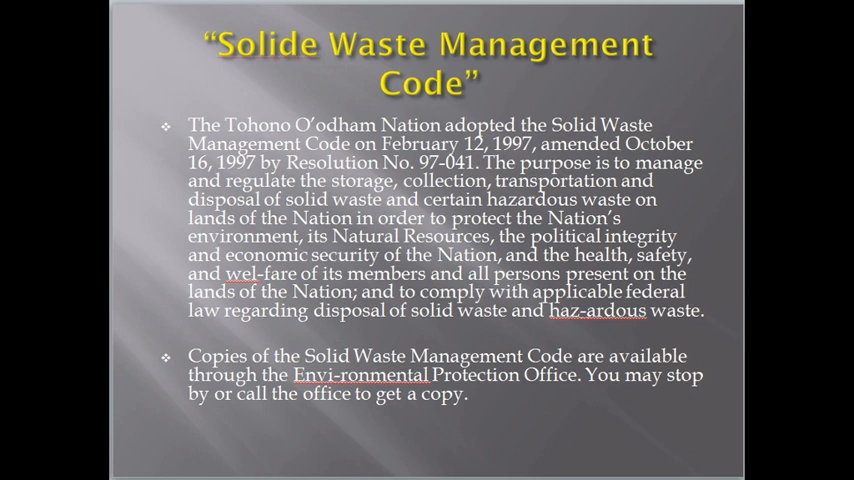 “Solide Waste Management
Code”
The Tohono O’odham Nation adopted the Solid Waste
Management Code on February 12, 1997, amended October
16, 1997 by Resolution No. 97-041. The purpose is to manage
and regulate the storage, collection, transportation and
disposal of solid waste and certain hazardous waste on
lands of the Nation in order to protect the Nation’s
environment, its Natural Resources, the political integrity
and economic security of the Nation, and the health, safety,
and wel-fare of its members and all persons present on the
lands of the Nation; and to comply with applicable federal
law regarding disposal of solid waste and haz-ardous waste.
Copies of the Solid Waste Management Code are available
through the Envi-ronmental Protection Office. You may stop
by or call the office to get a copy.